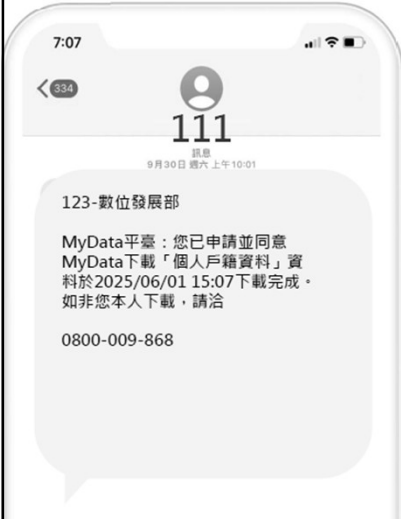 7:07
334
111
訊息
9月30日 週六 上午10:01
123-數位發展部
MyData平臺：您已申請並同意
MyData下載「個人戶籍資料」資
料於2025/06/01 15:07下載完成。
如非您本人下載，請洽
0800-009-868